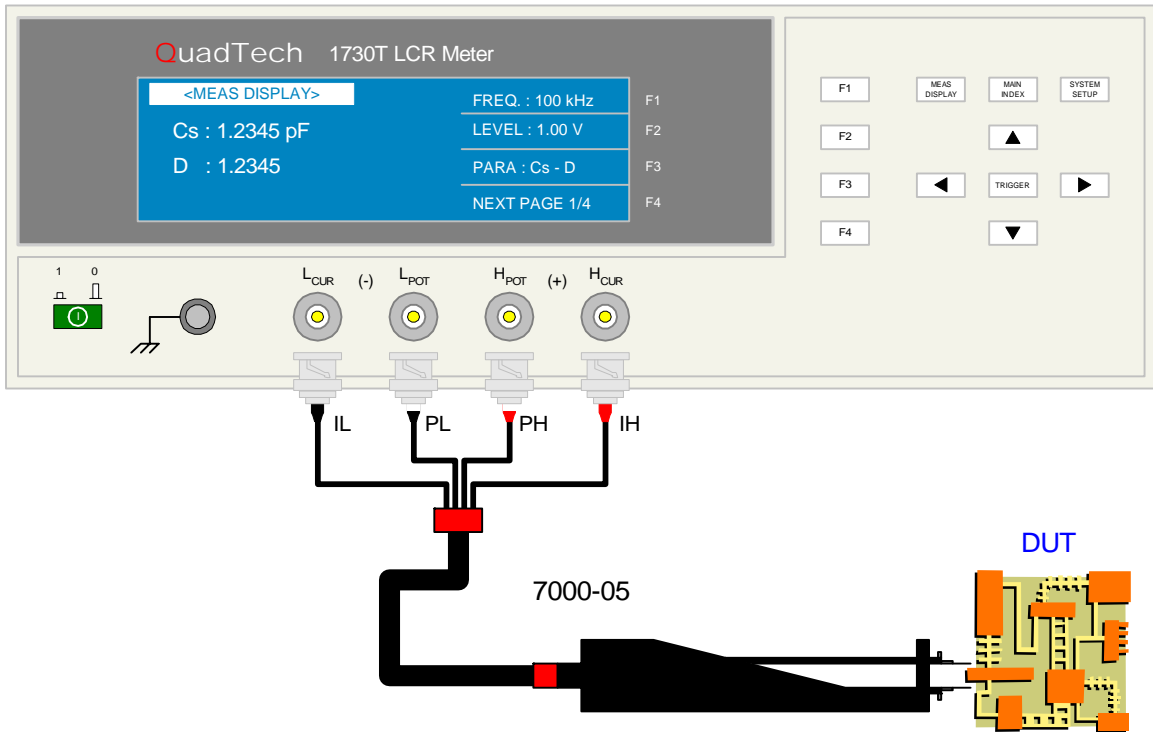 QuadTech 1730T LCR Meter
<MEAS DISPLAY>
Cs : 1.2345 pF
D : 1.2345
FREQ. : 100 kHz F1
LEVEL : 1.00 V F2
PARA : Cs - D F3
NEXT PAGE 1/4 F4
F1
MEAS DISPLAY
MAIN INDEX
SYSTEM SETUP
F2
F3
TRIGGER
F4
1 0
LCUR (-) LPOT HPOT (+) HCUR
IL PL PH IH
DUT
7000-05